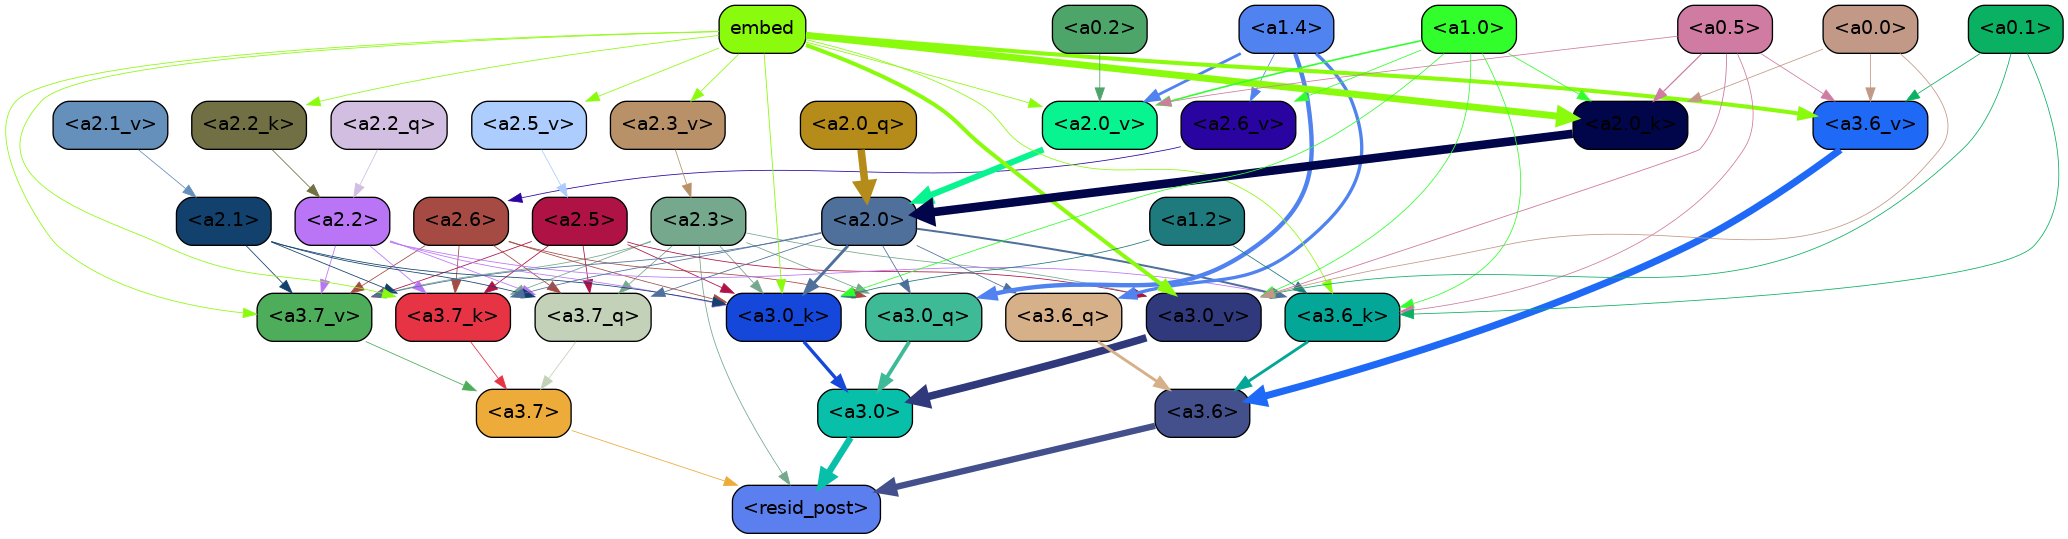 embed <a0.2> <a1.4> <a1.0> <a0.5> <a0.0> <a0.1>
<a2.1_v> <a2.2_k> <a2.2_q> <a2.5_v> <a2.3_v> <a2.0_q> <a2.0_v> <a2.6_v> <a2.0_k> <a3.6_v>
<a2.1> <a2.2> <a2.6> <a2.5> <a2.3> <a2.0> <a1.2>
<a3.7_v> <a3.7_k> <a3.7_q> <a3.0_k> <a3.0_q> <a3.6_q> <a3.0_v> <a3.6_k>
<a3.7> <a3.0> <a3.6>
<resid_post>